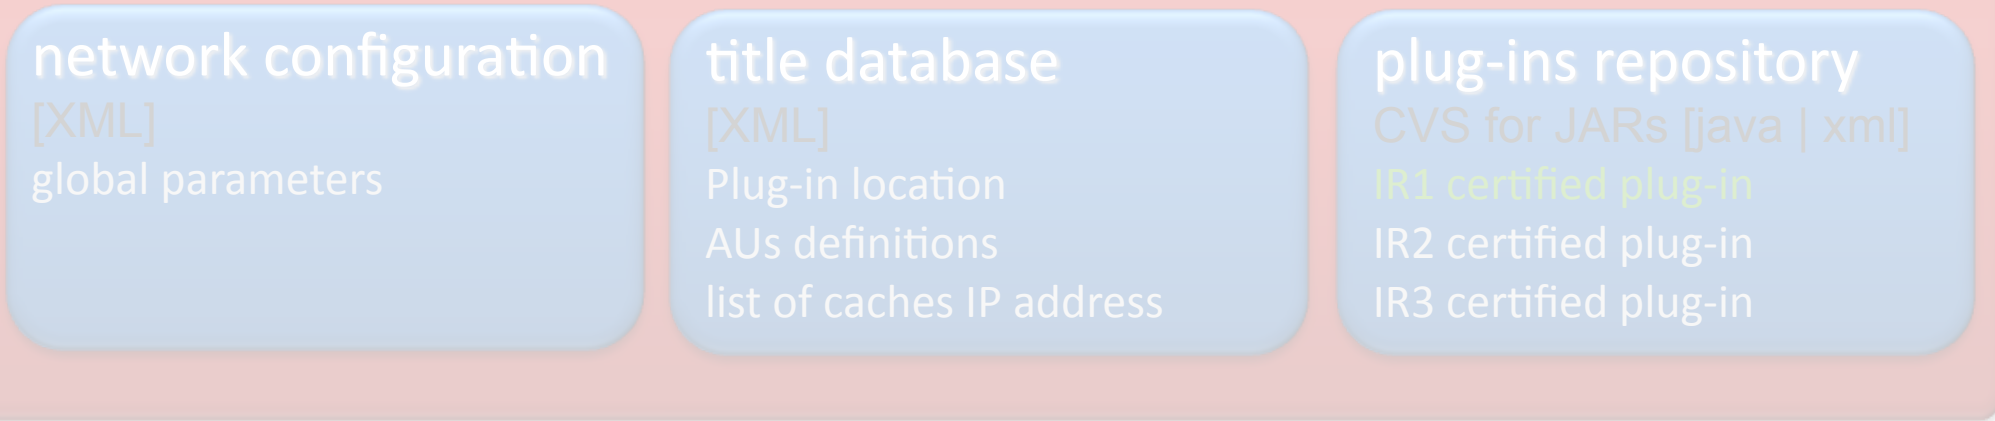 network configuration
[XML]
global parameters
title database
[XML]
Plug-in location
AUs definitions
list of caches IP address
plug-ins repository
CVS for JARs [java | xml]
IR1 certified plug-in
IR2 certified plug-in
IR3 certified plug-in